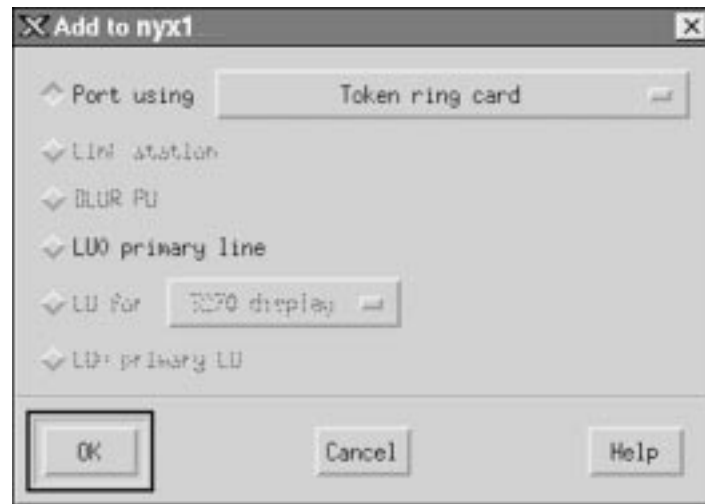 Add to nyx1
Port using Token ring card
Link station
DLUR PU
LU0 primary line
LU for 3270 display
LU0 primary LU
OK Cancel Help